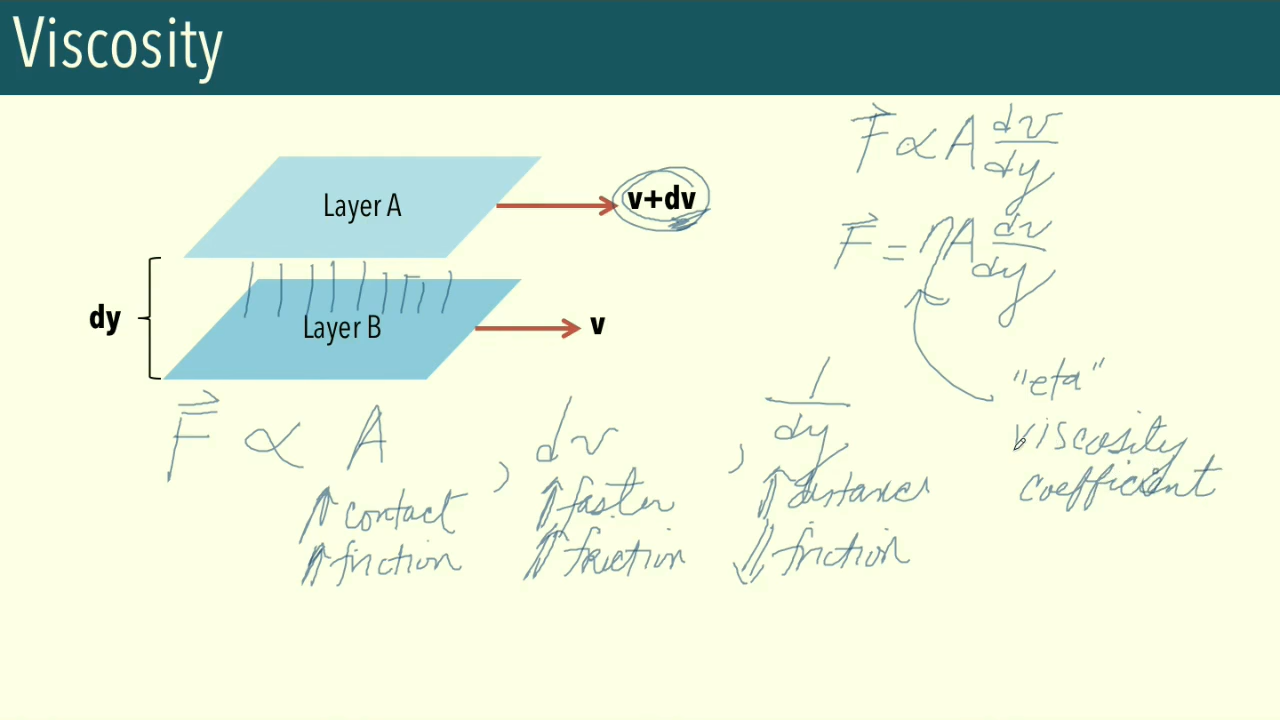 Viscosity
F⃗ ∝ A dv/dy
Layer A
v+dv
F⃗ = ηA dv/dy
dy
Layer B
v
F⃗ ∝ A , dv , 1/dy
"eta"
viscosity
coefficient
↑ contact
↑ friction
↑ faster
↑ friction
↑ distance
↓ friction